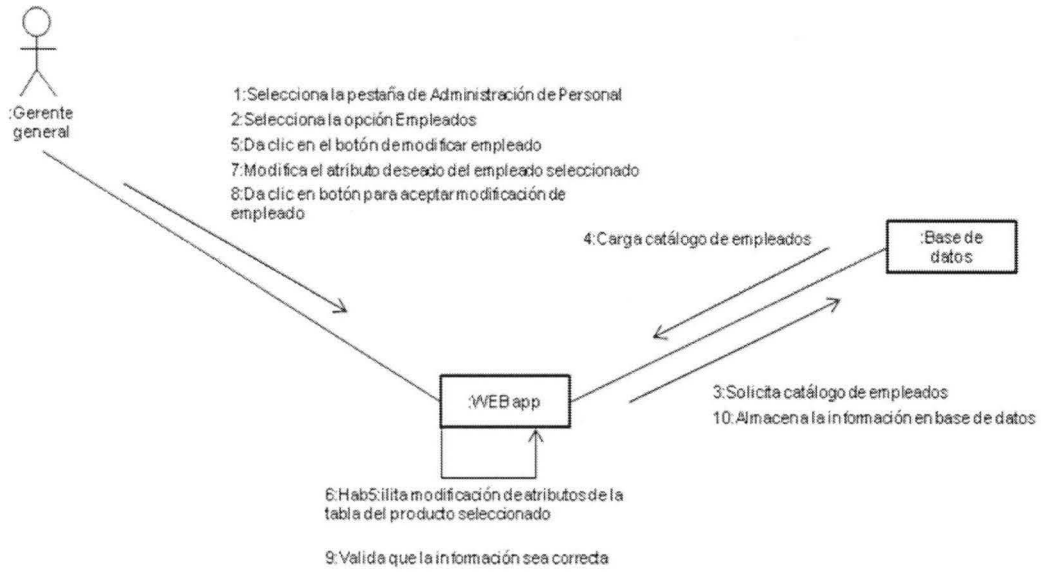 :Gerente
general
1:Selecciona la pestaña de Administración de Personal
2:Selecciona la opción Empleados
5:Da clic en el botón de modificar empleado
7:Modifica el atributo deseado del empleado seleccionado
8:Da clic en botón para aceptar modificación de
empleado
4:Carga catálogo de empleados
:Base de
datos
:WEB app
3:Solicita catálogo de empleados
10:Almacena la información en base de datos
6:Hab5:ilita modificación de atributos de la
tabla del producto seleccionado
9:Valida que la información sea correcta